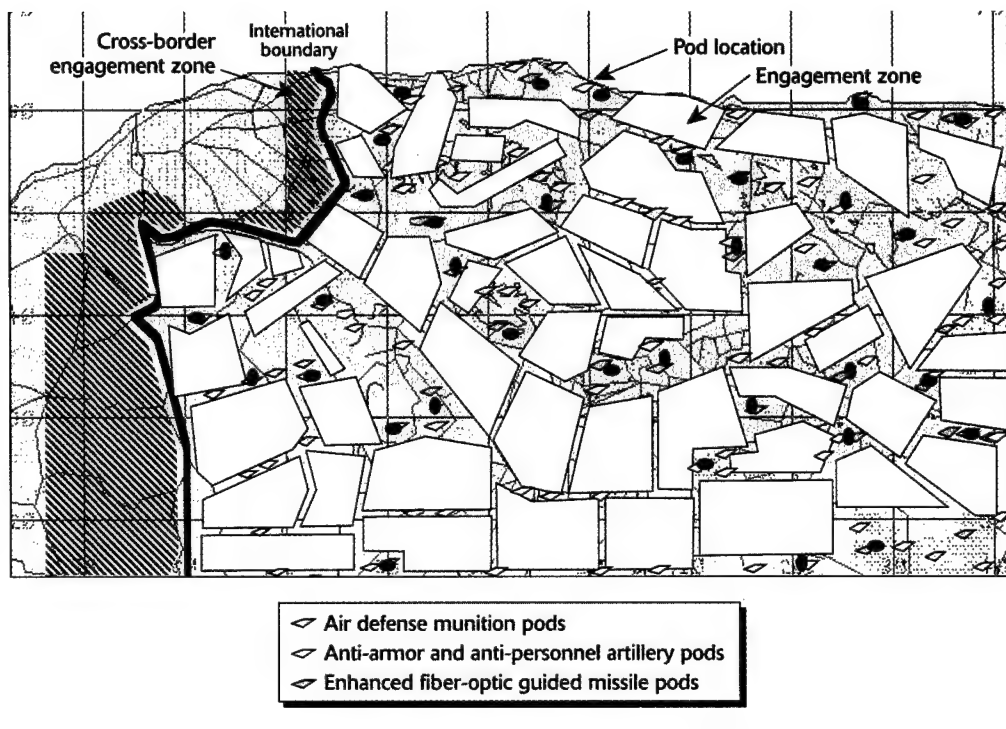 Cross-border
engagement zone
International
boundary
Pod location
Engagement zone
Air defense munition pods
Anti-armor and anti-personnel artillery pods
Enhanced fiber-optic guided missile pods